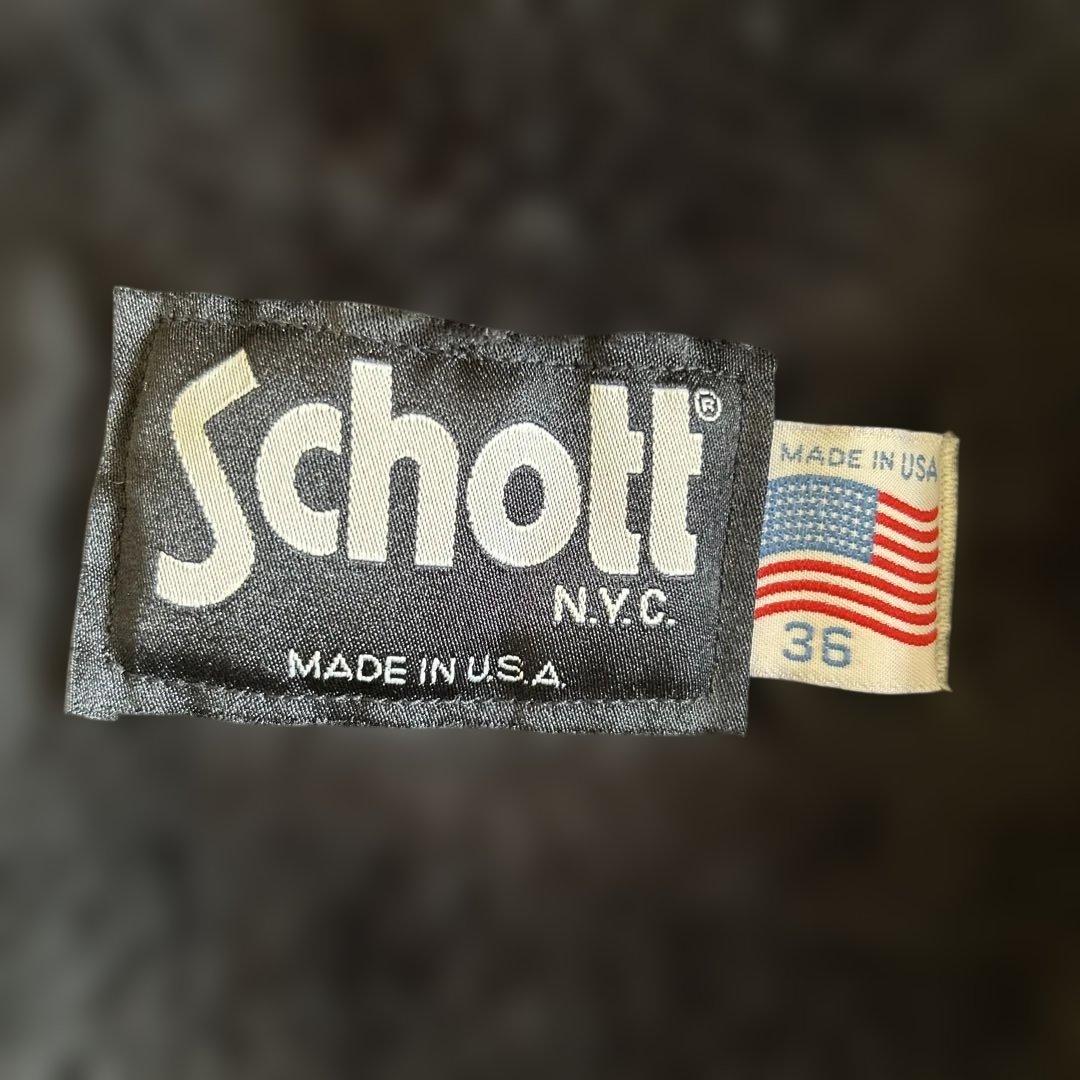 Schott®
N.Y.C.
MADE IN U.S.A.
MADE IN USA
36